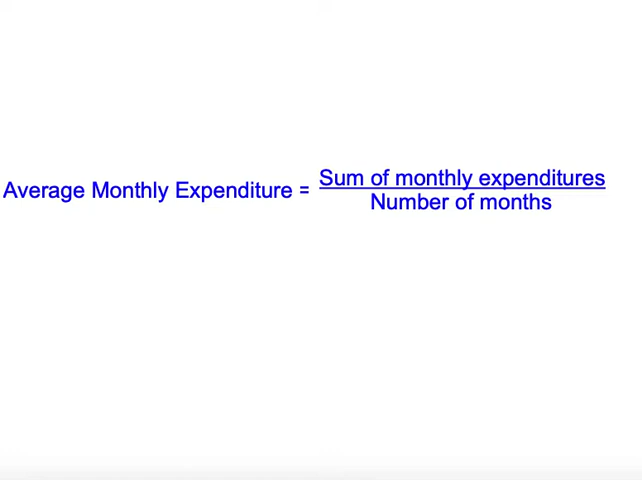 Average Monthly Expenditure = Sum of monthly expenditures
Number of months